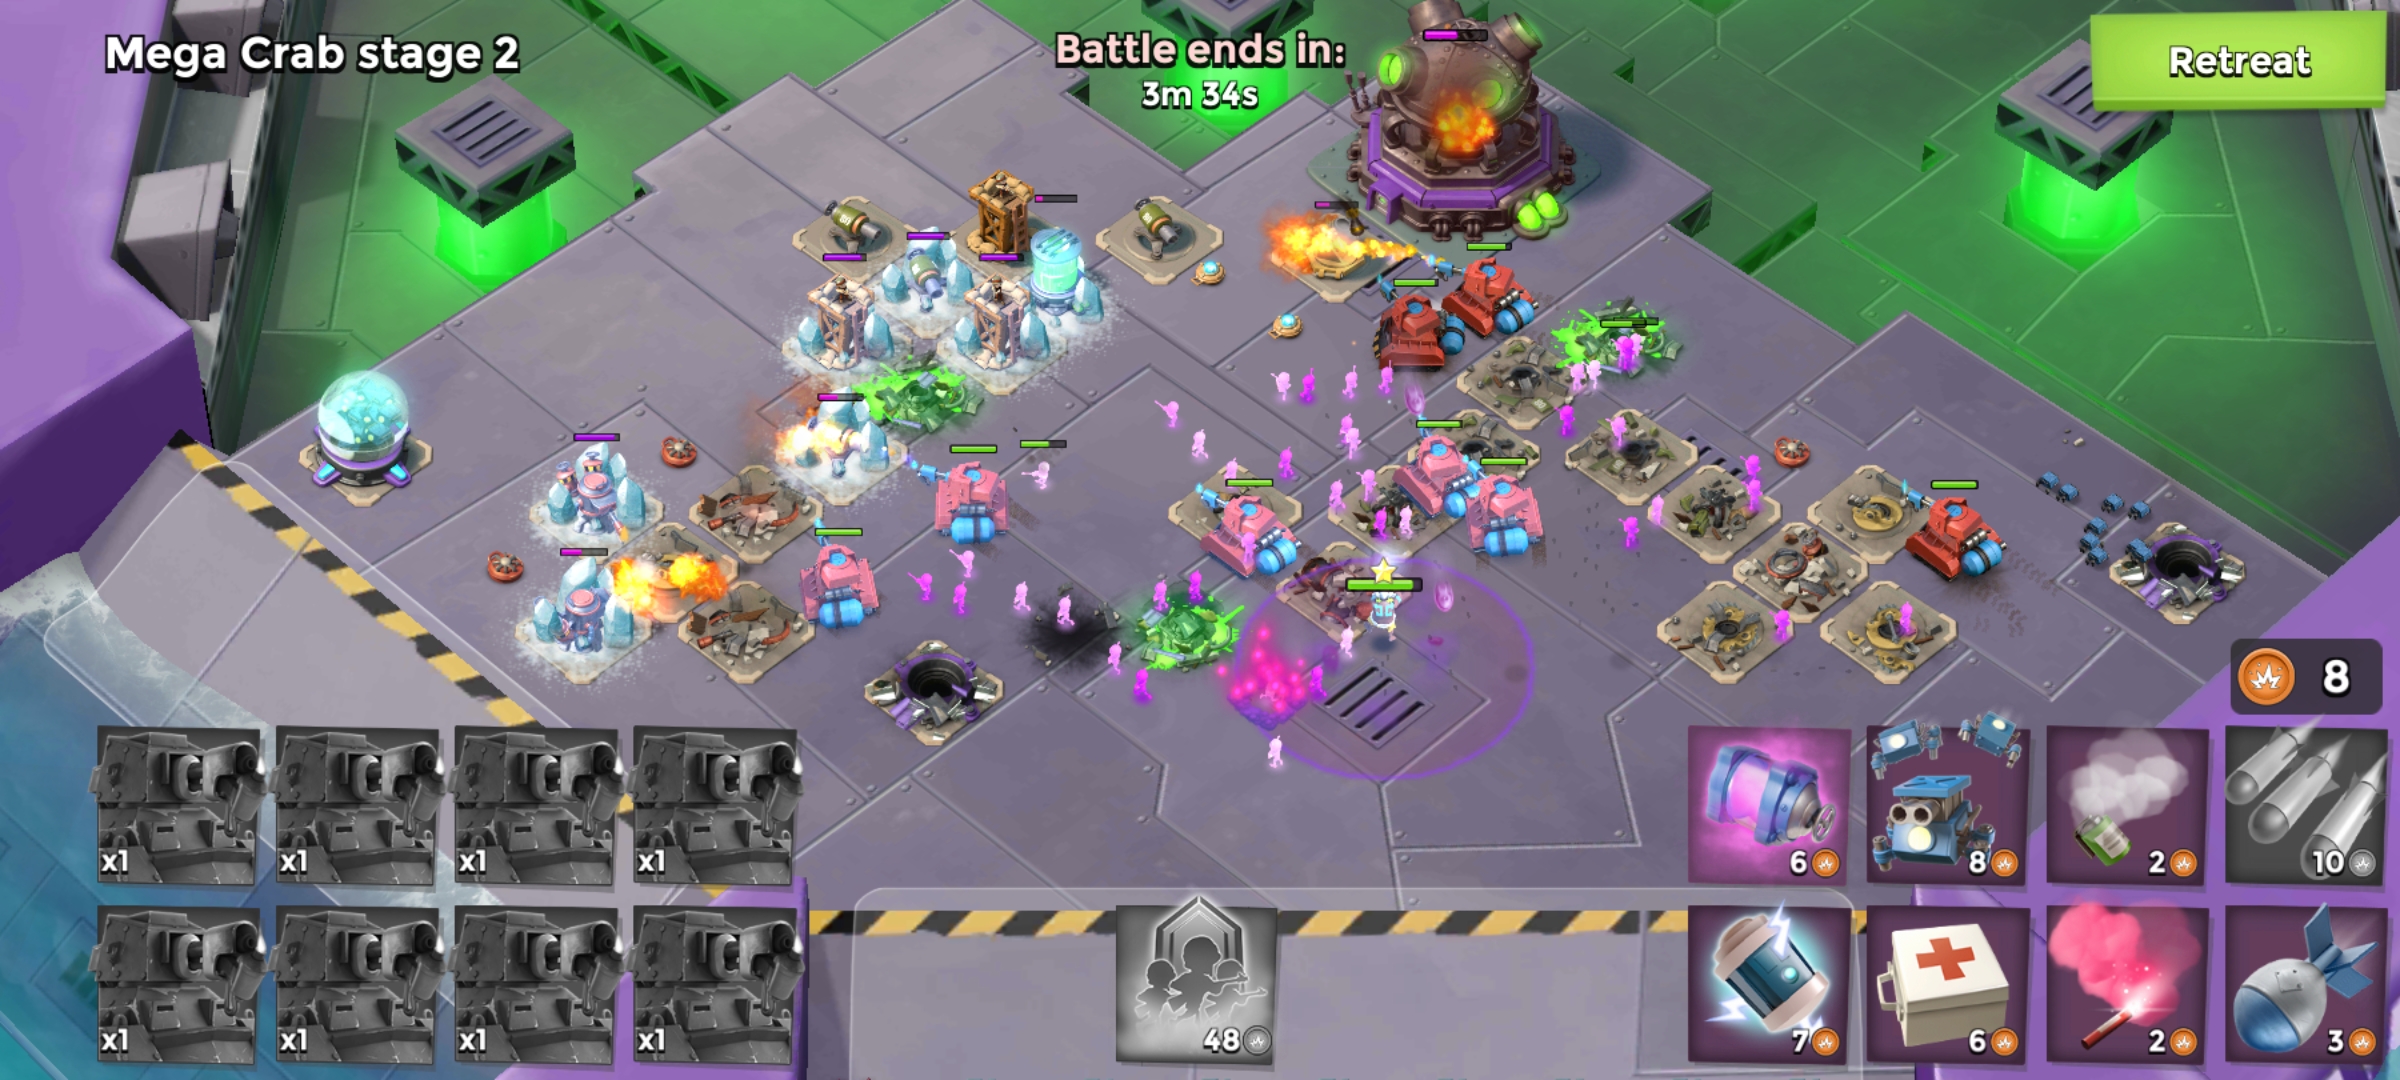 Mega Crab stage 2
Battle ends in:
3m 34s
Retreat
8
x1 x1 x1 x1
6 8 2 10
x1 x1 x1 x1
48
7 6 2 3